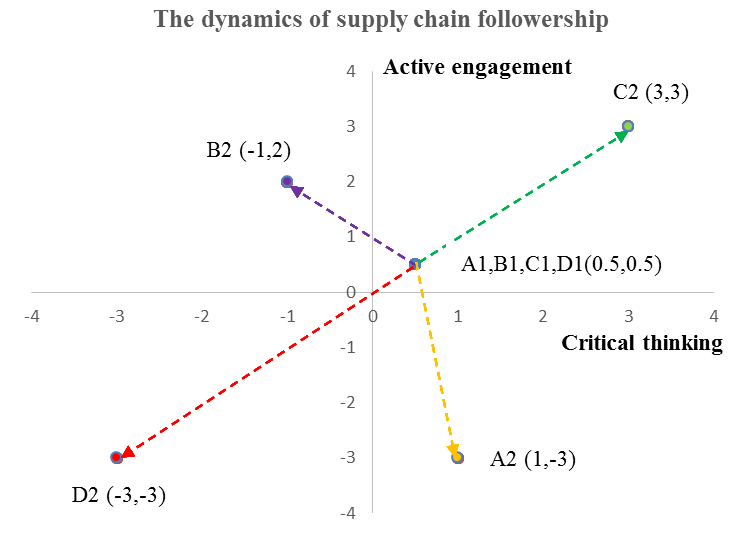 The dynamics of supply chain followership
4
Active engagement
C2 (3,3)
3
B2 (-1,2)
2
1
A1,B1,C1,D1(0.5,0.5)
0
-4 -3 -2 -1 0 1 2 3 4
-1
Critical thinking
-2
-3
A2 (1,-3)
D2 (-3,-3)
-4